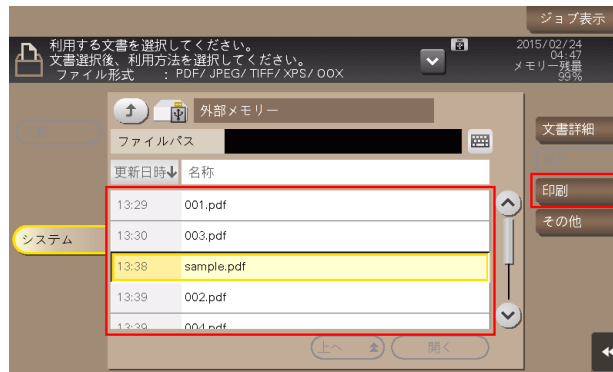 ジョブ表示
利用する文書を選択してください。
文書選択後、利用方法を選択してください。
ファイル形式 : PDF/JPEG/TIFF/XPS/OOX
2015/02/24
04:47
メモリー残量
99%
外部メモリー
ファイルパス
更新日時 名称
13:29 001.pdf
13:30 003.pdf
13:38 sample.pdf
13:39 002.pdf
13:39 004.pdf
システム
文書詳細
印刷
その他
上へ
開く